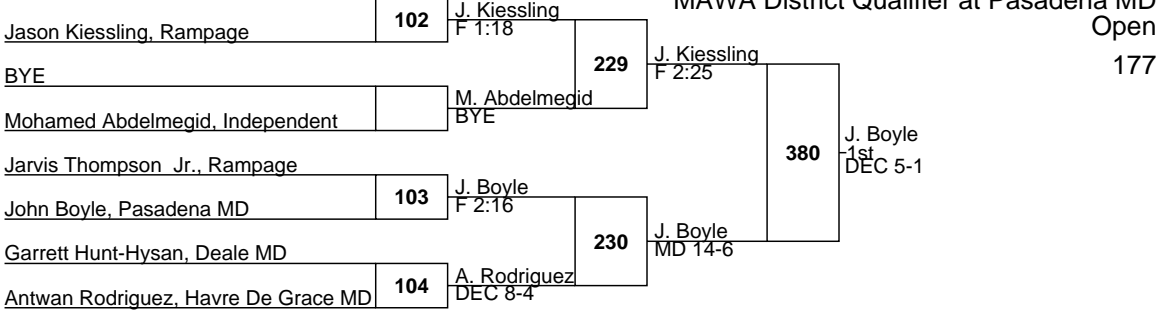 MAWA District Qualifier at Pasadena MD
Open
177
Jason Kiessling, Rampage
102
J. Kiessling
F 1:18
BYE
Mohamed Abdelmegid, Independent
M. Abdelmegid
BYE
229
J. Kiessling
F 2:25
Jarvis Thompson Jr., Rampage
103
John Boyle, Pasadena MD
J. Boyle
F 2:16
Garrett Hunt-Hysan, Deale MD
104
Antwan Rodriguez, Havre De Grace MD
A. Rodriguez
DEC 8-4
230
J. Boyle
MD 14-6
380
J. Boyle
1st
DEC 5-1